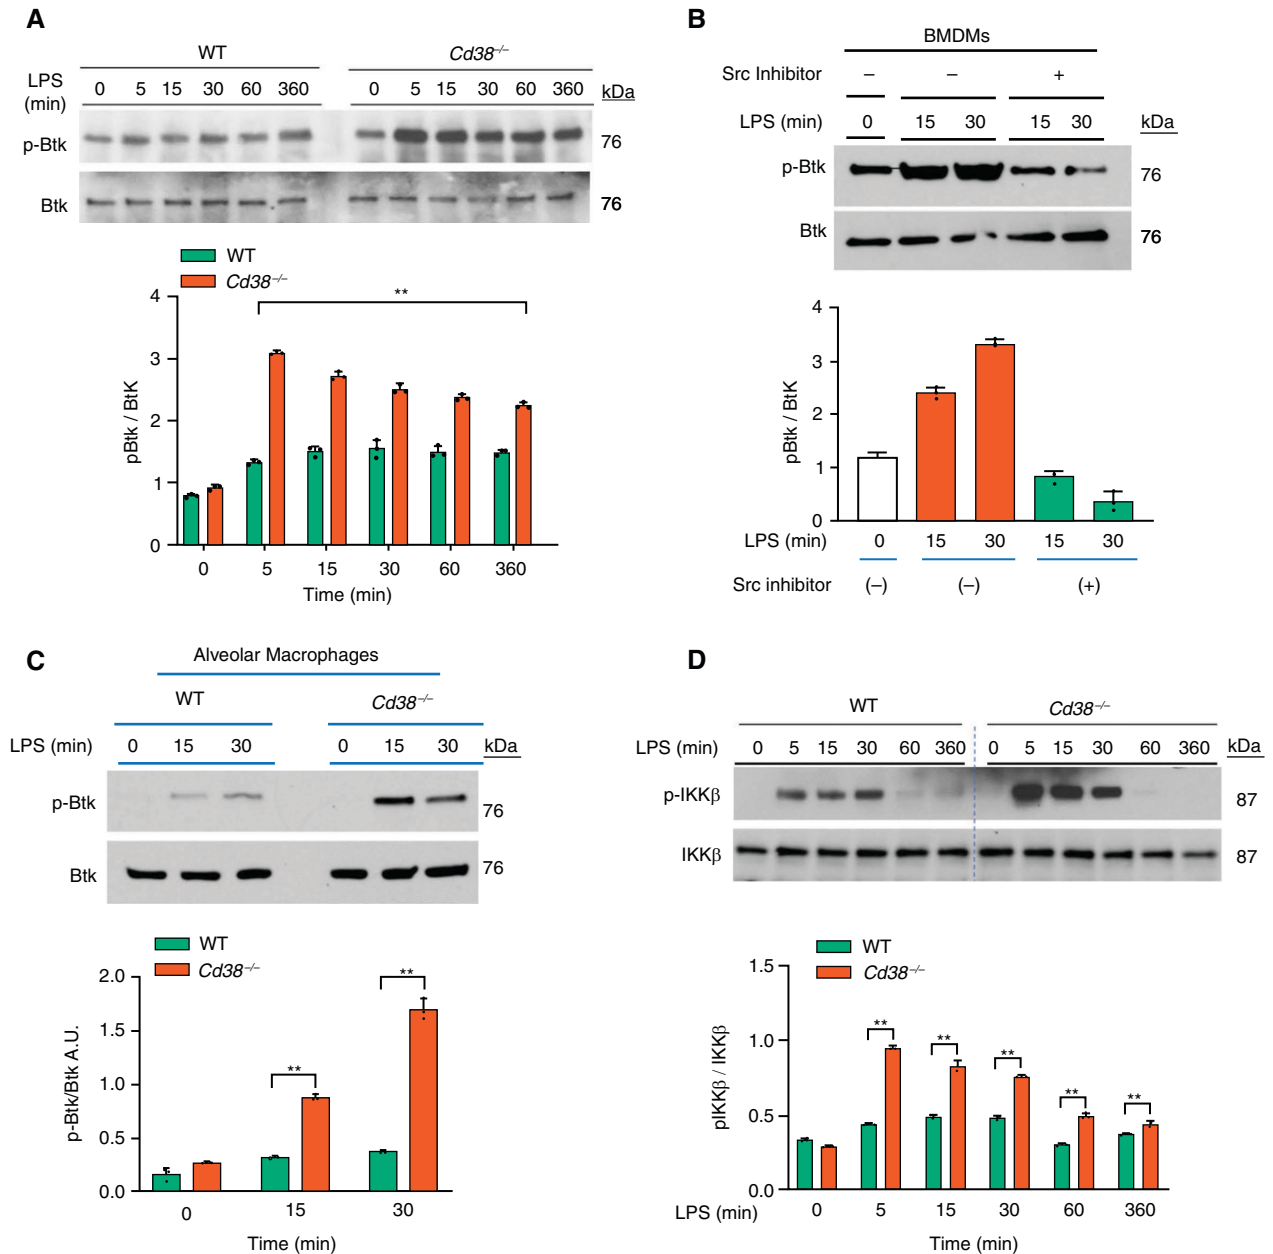 A
WT Cd38–/–
LPS (min) 0 5 15 30 60 360 0 5 15 30 60 360 kDa
p-Btk 76
Btk 76
WT
Cd38–/–
**
4
3
2
1
0
pBtk / BtK
0 5 15 30 60 360
Time (min)
B
BMDMs
Src Inhibitor – – +
LPS (min) 0 15 30 15 30 kDa
p-Btk 76
Btk 76
4
3
2
1
0
pBtk / BtK
LPS (min) 0 15 30 15 30
Src inhibitor (–) (–) (+)
C
Alveolar Macrophages
WT Cd38–/–
LPS (min) 0 15 30 0 15 30 kDa
p-Btk 76
Btk 76
WT
Cd38–/–
** **
2.0
1.5
1.0
0.5
0.0
p-Btk/Btk A.U.
0 15 30
Time (min)
D
WT Cd38–/–
LPS (min) 0 5 15 30 60 360 0 5 15 30 60 360 kDa
p-IKKβ 87
IKKβ 87
WT
Cd38–/–
** ** ** ** **
1.5
1.0
0.5
0.0
pIKKβ / IKKβ
LPS (min) 0 5 15 30 60 360
Time (min)